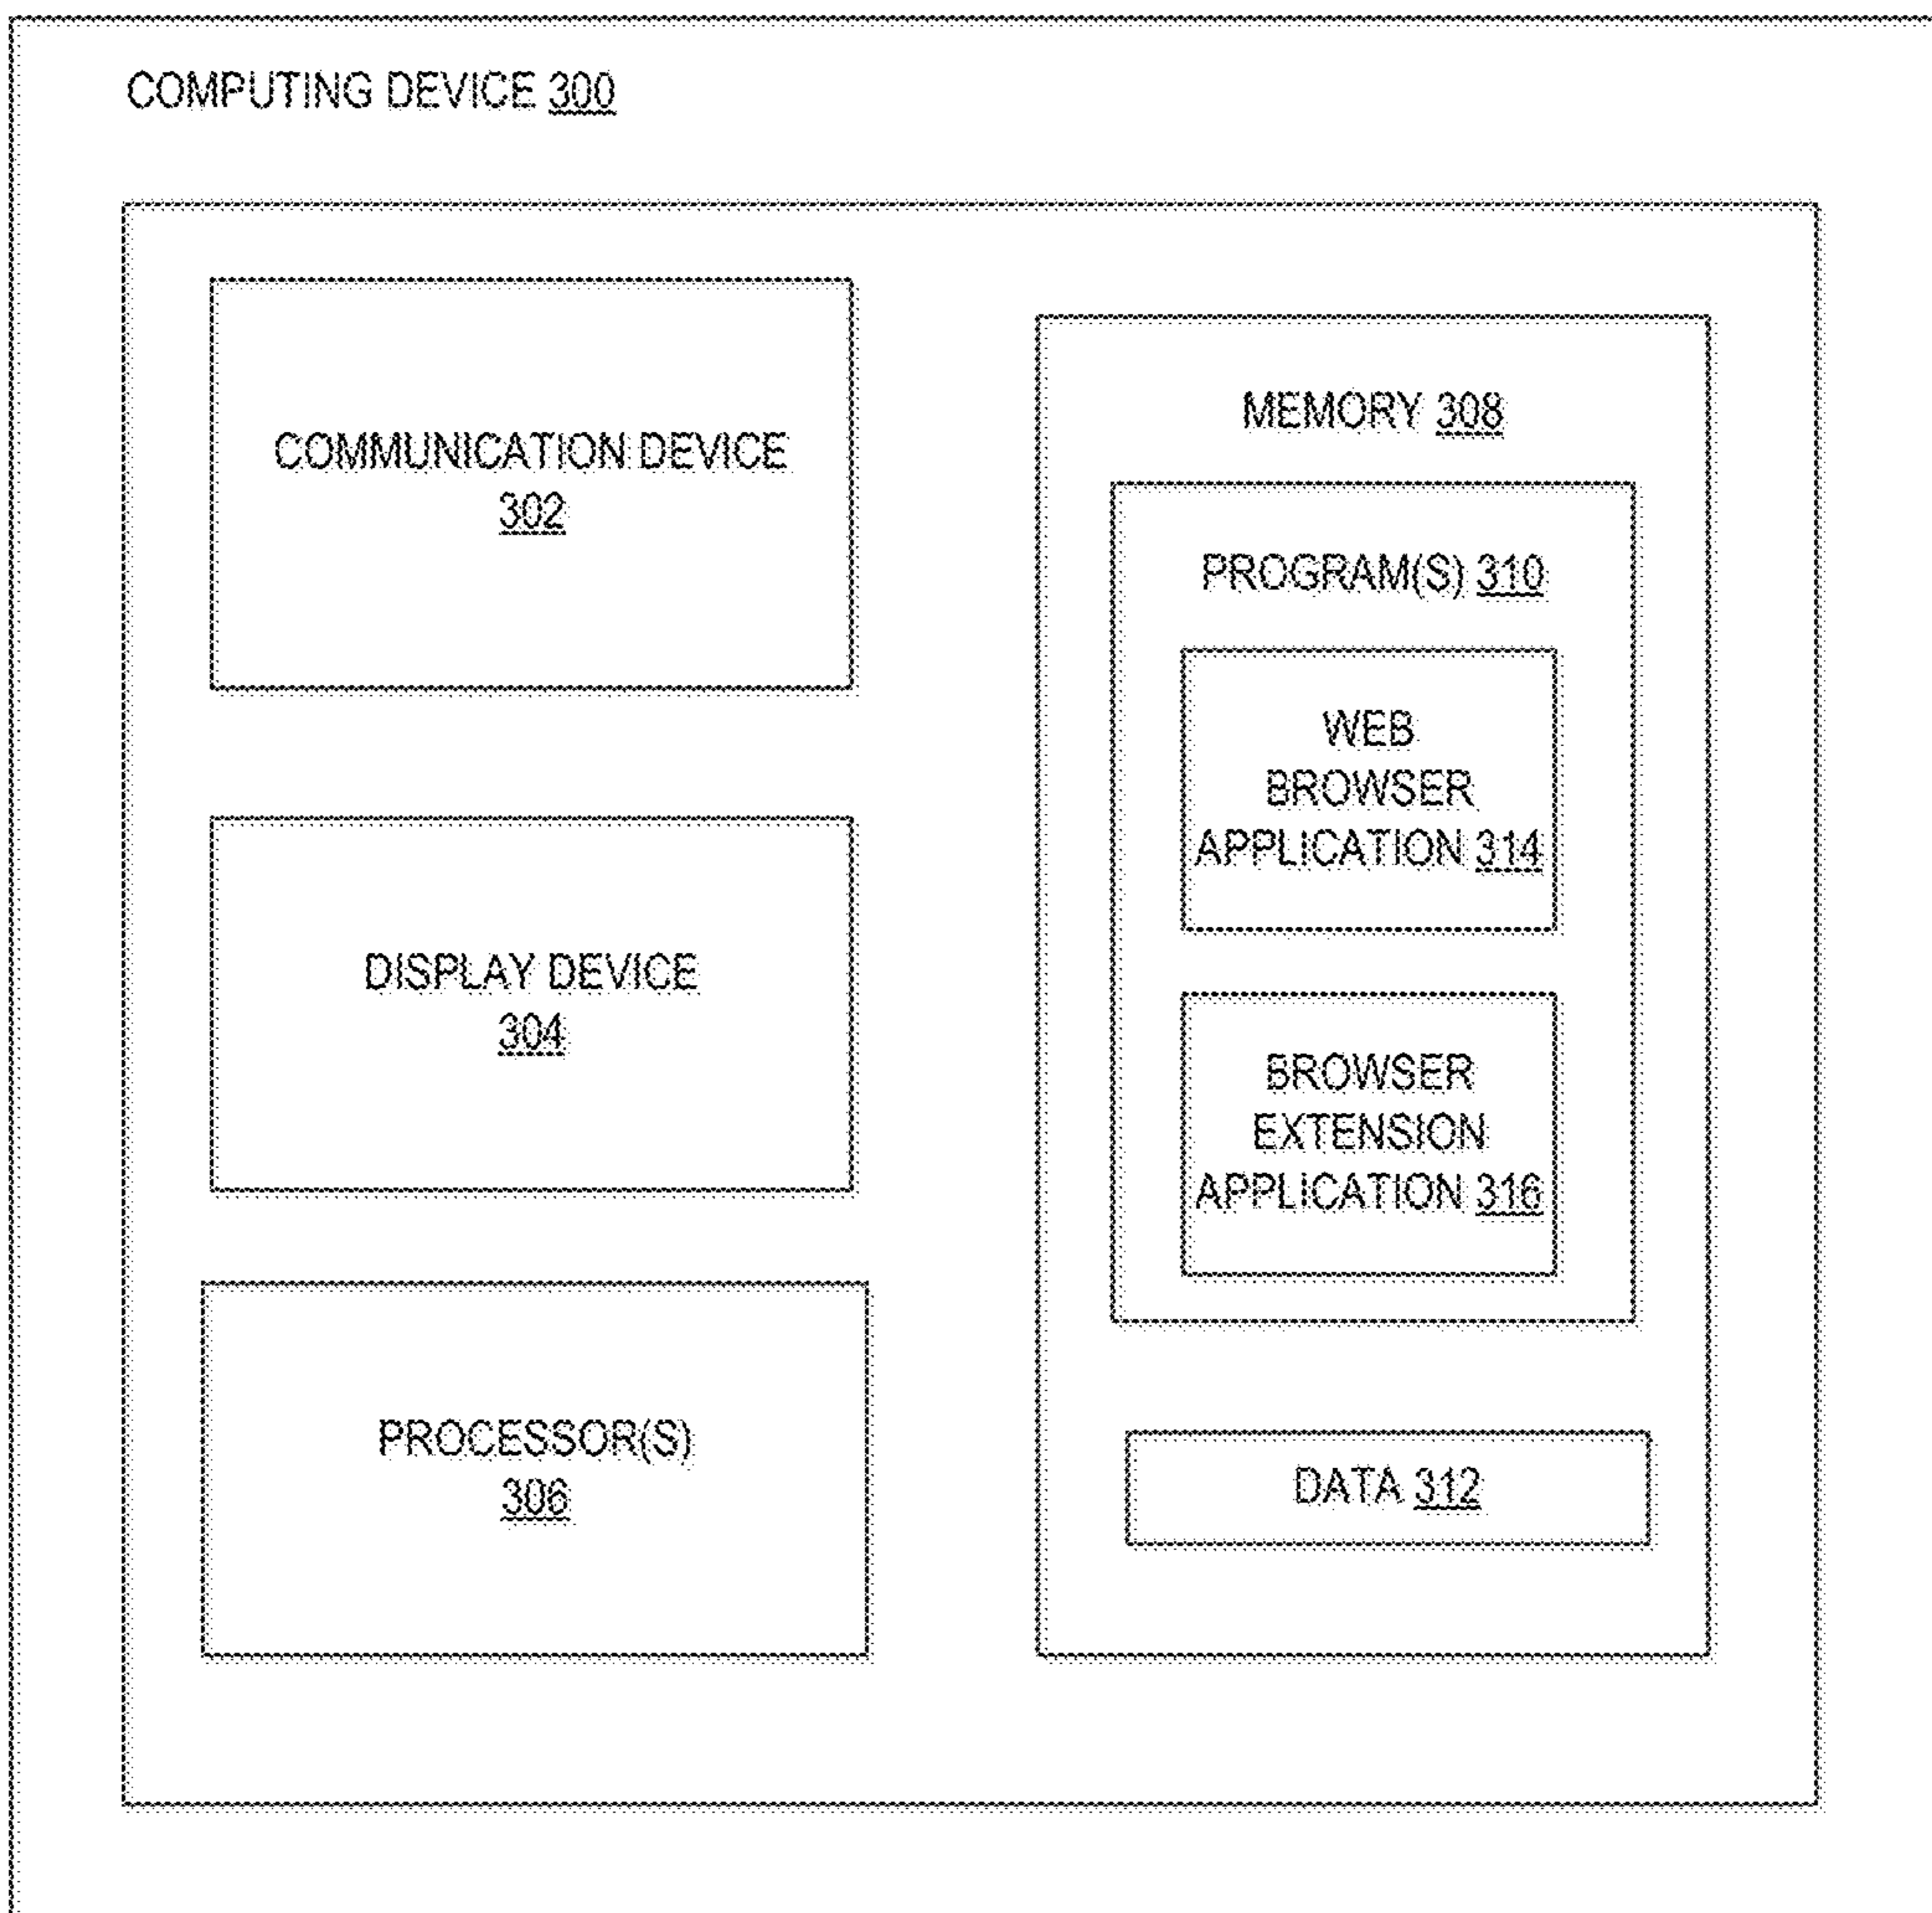 COMPUTING DEVICE 300
COMMUNICATION DEVICE
302
DISPLAY DEVICE
304
PROCESSOR(S)
306
MEMORY 308
PROGRAM(S) 310
WEB
BROWSER
APPLICATION 314
BROWSER
EXTENSION
APPLICATION 316
DATA 312